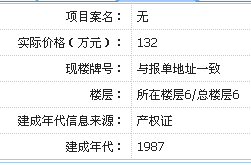 项目案名： 无
实际价格（万元）： 132
现楼牌号： 与报单地址一致
楼层： 所在楼层6/总楼层6
建成年代信息来源： 产权证
建成年代： 1987